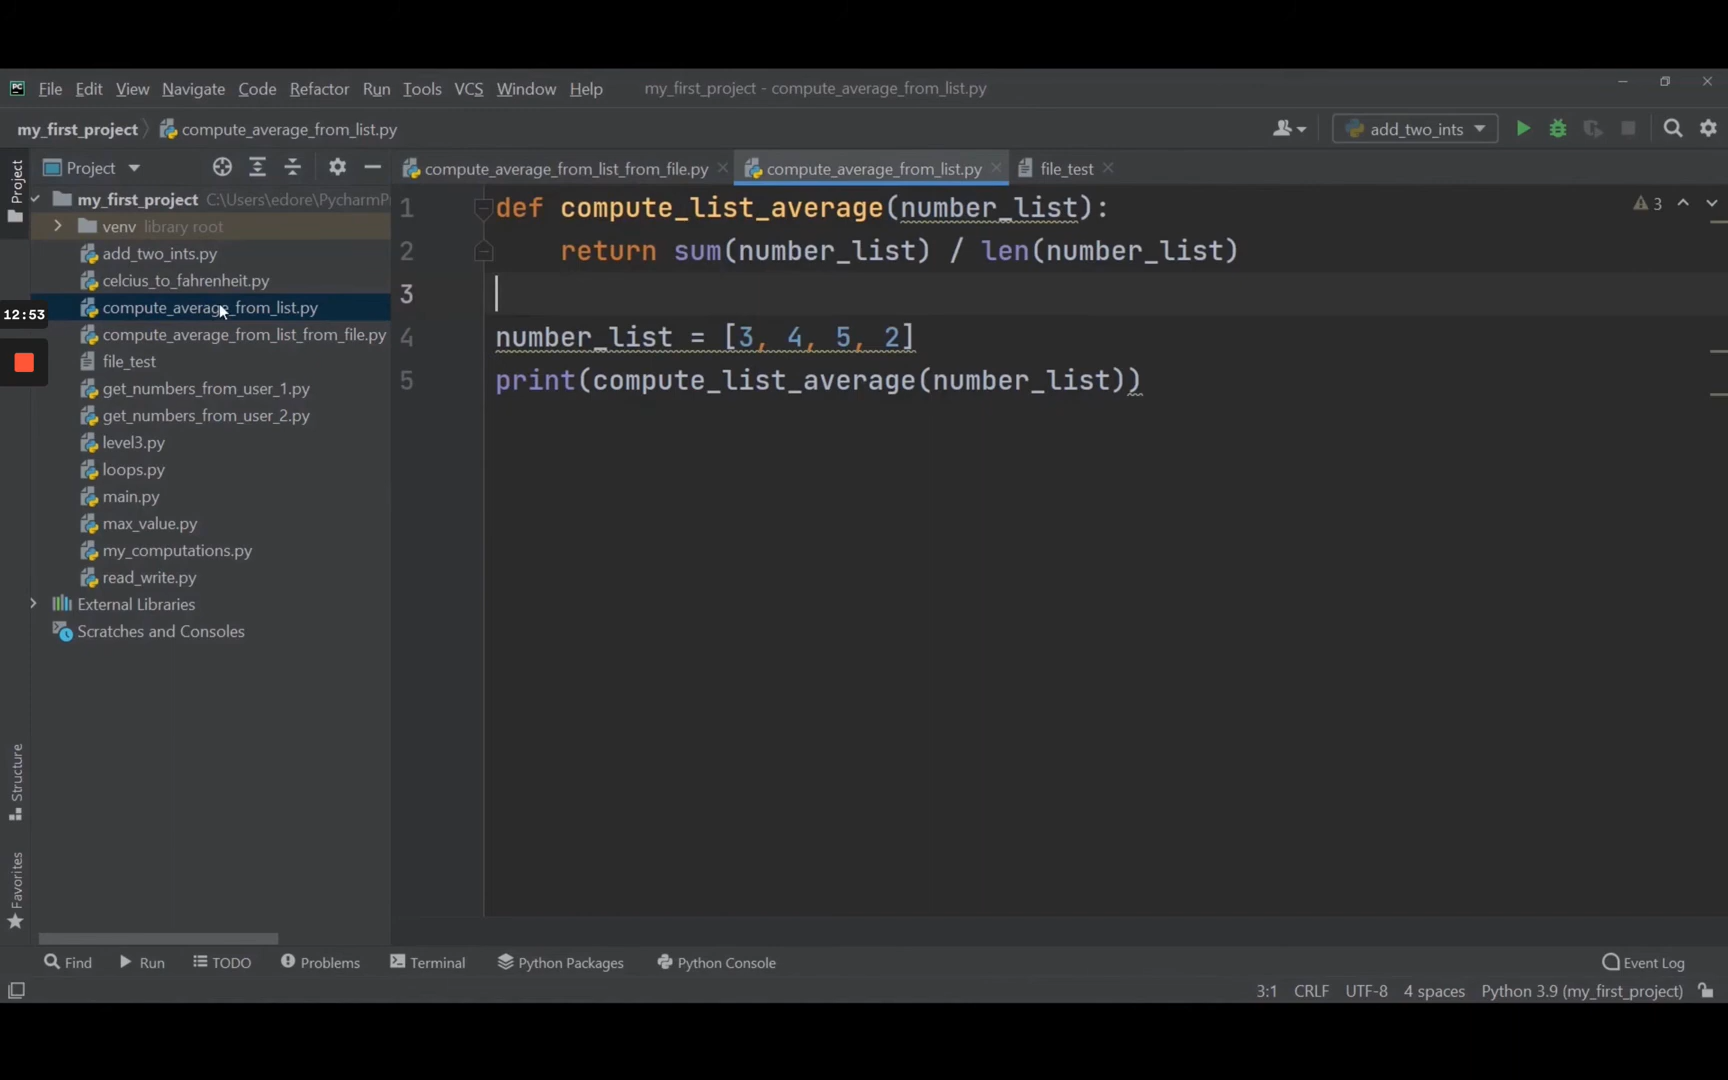 PC File Edit View Navigate Code Refactor Run Tools VCS Window Help my_first_project - compute_average_from_list.py
my_first_project compute_average_from_list.py add_two_ints
Project Project compute_average_from_list_from_file.py compute_average_from_list.py file_test
my_first_project C:\Users\edore\PycharmP
venv library root
add_two_ints.py
celcius_to_fahrenheit.py
compute_average_from_list.py
compute_average_from_list_from_file.py
file_test
get_numbers_from_user_1.py
get_numbers_from_user_2.py
level3.py
loops.py
main.py
max_value.py
my_computations.py
read_write.py
External Libraries
Scratches and Consoles
12:53
1 def compute_list_average(number_list):
2 return sum(number_list) / len(number_list)
3
4 number_list = [3, 4, 5, 2]
5 print(compute_list_average(number_list))
3
Structure
Favorites
Find Run TODO Problems Terminal Python Packages Python Console Event Log
3:1 CRLF UTF-8 4 spaces Python 3.9 (my_first_project)